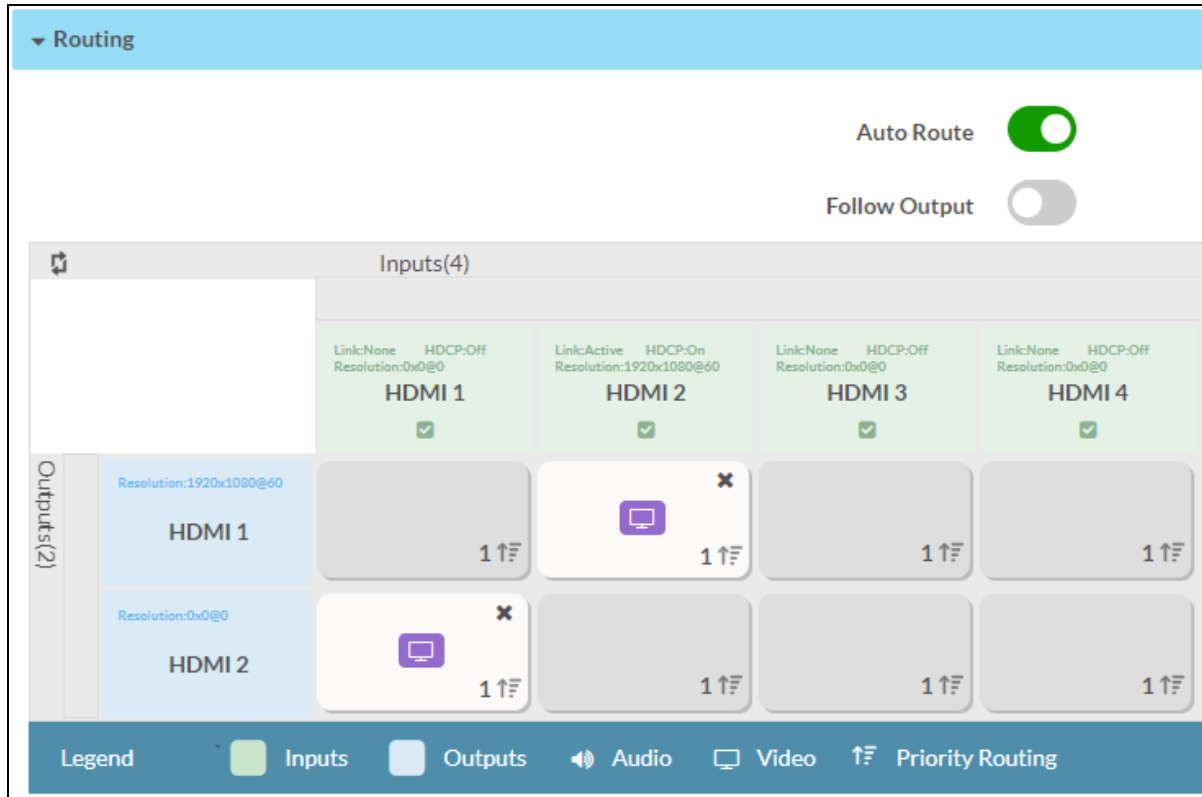 Routing
Auto Route
Follow Output
Inputs(4)
Link:None HDCP:Off Link:Active HDCP:On Link:None HDCP:Off Link:None HDCP:Off
Resolution:0x0@0 Resolution:1920x1080@60 Resolution:0x0@0 Resolution:0x0@0
HDMI 1 HDMI 2 HDMI 3 HDMI 4
Outputs(2)
Resolution:1920x1080@60
HDMI 1
1 1 1 1
Resolution:0x0@0
HDMI 2
1 1 1 1
Legend Inputs Outputs Audio Video Priority Routing